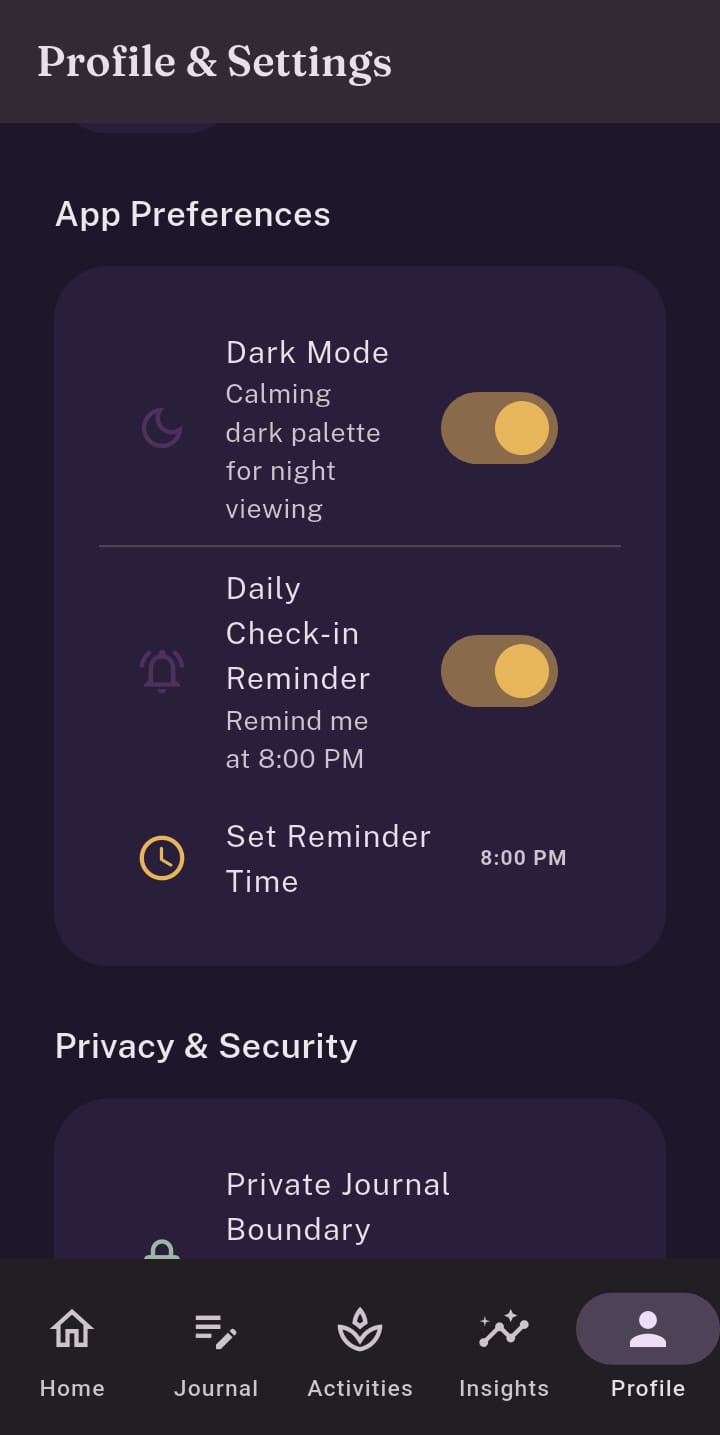 Profile & Settings
App Preferences
Dark Mode
Calming
dark palette
for night
viewing
Daily
Check-in
Reminder
Remind me
at 8:00 PM
Set Reminder
Time
8:00 PM
Privacy & Security
Private Journal
Boundary
Home
Journal
Activities
Insights
Profile